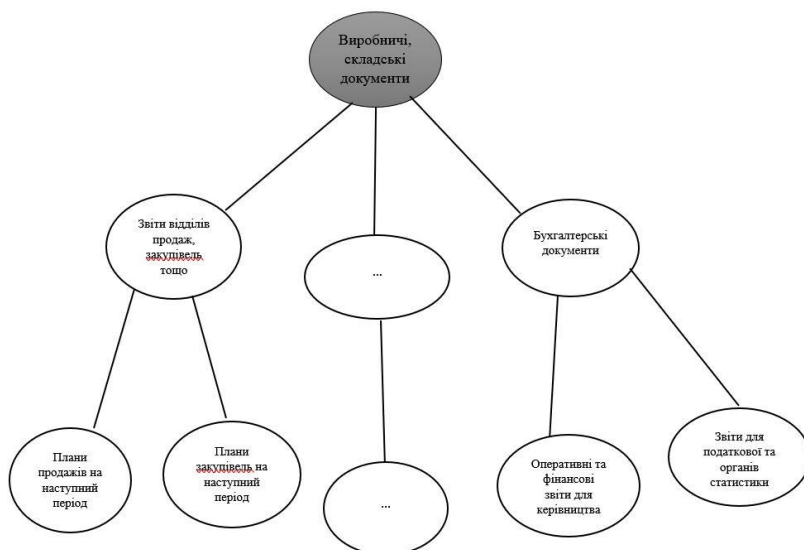 Виробничі,
складські
документи
Звіти відділів
продаж,
закупівель
тощо
...
Бухгалтерські
документи
Плани
продажів на
наступний
період
Плани
закупівель на
наступний
період
...
Оперативні та
фінансові
звіти для
керівництва
Звіти для
податкової та
органів
статистики